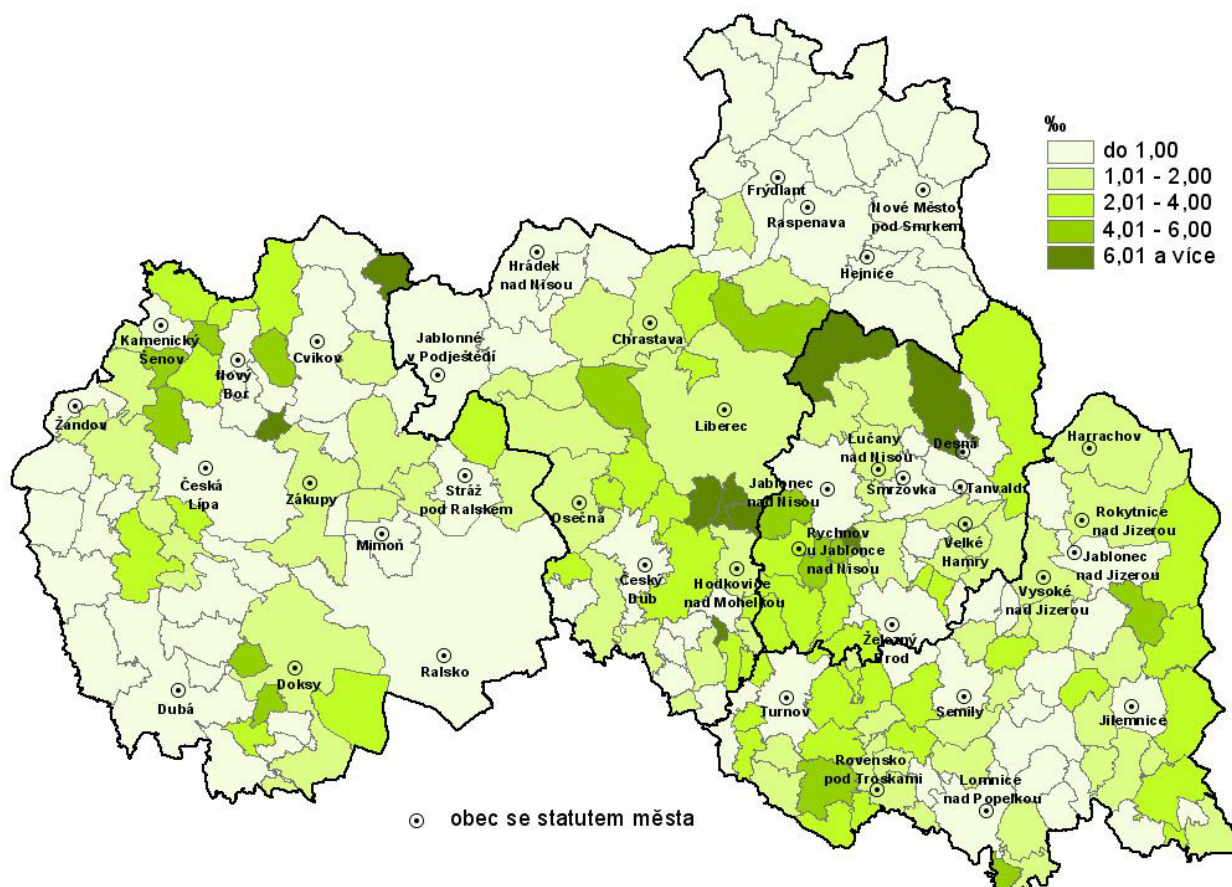 ‰
do 1,00
1,01 - 2,00
2,01 - 4,00
4,01 - 6,00
6,01 a více
Frýdlant
Raspenava
Nové Město
pod Smrkem
Hejnice
Hrádek
nad Nisou
Chrastava
Jablonné
v Podještědí
Kamenický
Šenov
Nový
Bor
Cvikov
Žandov
Česká
Lípa
Zákupy
Stráž
pod Ralskem
Mimoň
Liberec
Osečná
Český
Dub
Hodkovice
nad Mohelkou
Jablonec
nad Nisou
Lučany
nad Nisou
Smržovka
Desná
Tanvald
Harrachov
Rokytnice
nad Jizerou
Jablonec
nad Jizerou
Vysoké
nad Jizerou
Velké
Hamry
Rychnov
u Jablonce
nad Nisou
Železný
Brod
Ralsko
Doksy
Dubá
Turnov
Semily
Jilemnice
Rovensko
pod Troskami
Lomnice
nad Popelkou
obec se statutem města